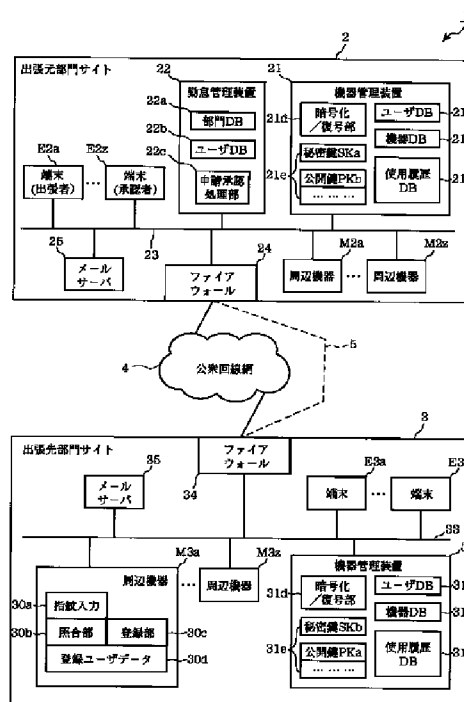 2
出張元部門サイト
22
勤怠管理装置
22a
部門DB
22b
ユーザDB
22c
申請承認
処理部
21
機器管理装置
21d
暗号化
/復号部
ユーザDB
機器DB
21e
秘密鍵SKa
公開鍵PKb
… … …
使用履歴
DB
E2a
端末
(出張者)
…
E2z
端末
(承認者)
25
メール
サーバ
23
24
ファイア
ウォール
M2a
周辺機器
…
M2z
周辺機器
4
公衆回線網
5
3
出張先部門サイト
ファイア
ウォール
34
35
メール
サーバ
E3a
端末
…
端末
33
M3a
周辺機器
30a
指紋入力
30b
照合部
登録部
30c
登録ユーザデータ
30d
…
M3z
周辺機器
機器管理装置
31d
暗号化
/復号部
ユーザDB
機器DB
31e
秘密鍵SKb
公開鍵PKa
… … …
使用履歴
DB